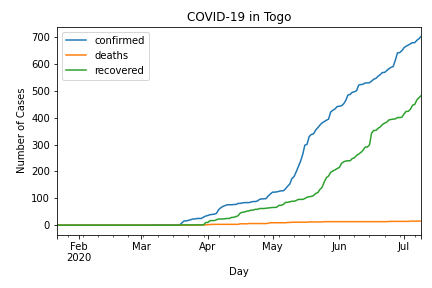 COVID-19 in Togo
confirmed
deaths
recovered
Number of Cases
700
600
500
400
300
200
100
0
Feb
2020
Mar
Apr
May
Jun
Jul
Day